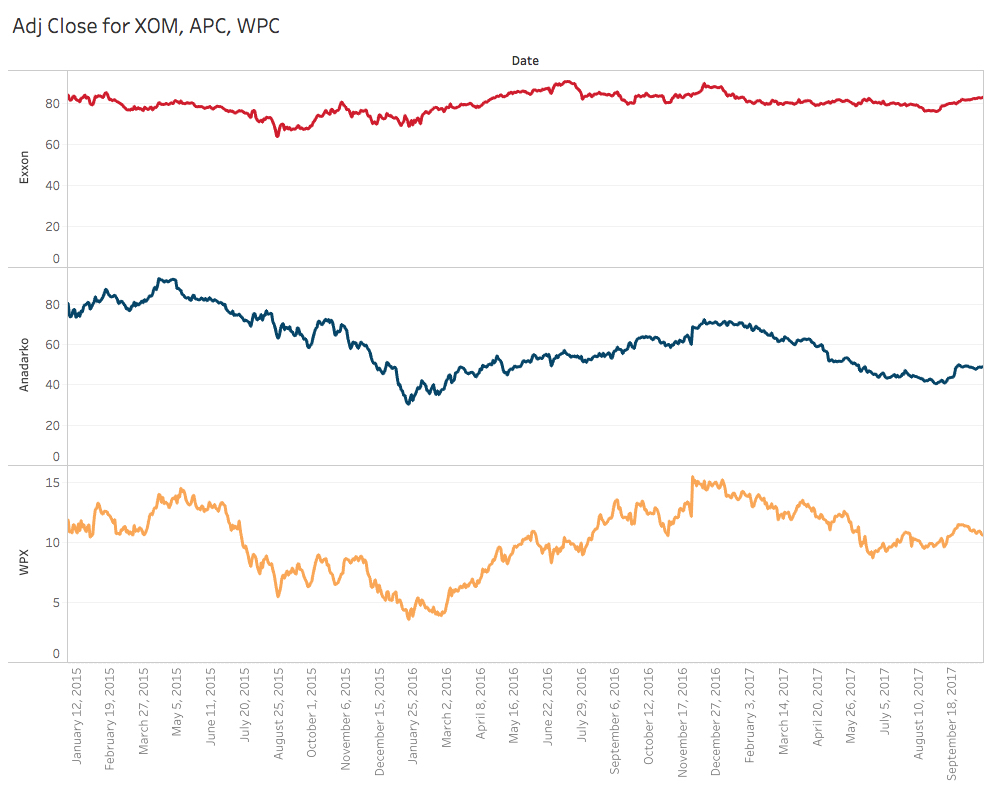 Adj Close for XOM, APC, WPC
Date
Exxon
80
60
40
20
0
Anadarko
80
60
40
20
0
WPX
15
10
5
0
January 12, 2015
February 19, 2015
March 27, 2015
May 5, 2015
June 11, 2015
July 20, 2015
August 25, 2015
October 1, 2015
November 6, 2015
December 15, 2015
January 25, 2016
March 2, 2016
April 8, 2016
May 16, 2016
June 22, 2016
July 29, 2016
September 6, 2016
October 12, 2016
November 17, 2016
December 27, 2016
February 3, 2017
March 14, 2017
April 20, 2017
May 26, 2017
July 5, 2017
August 10, 2017
September 18, 2017